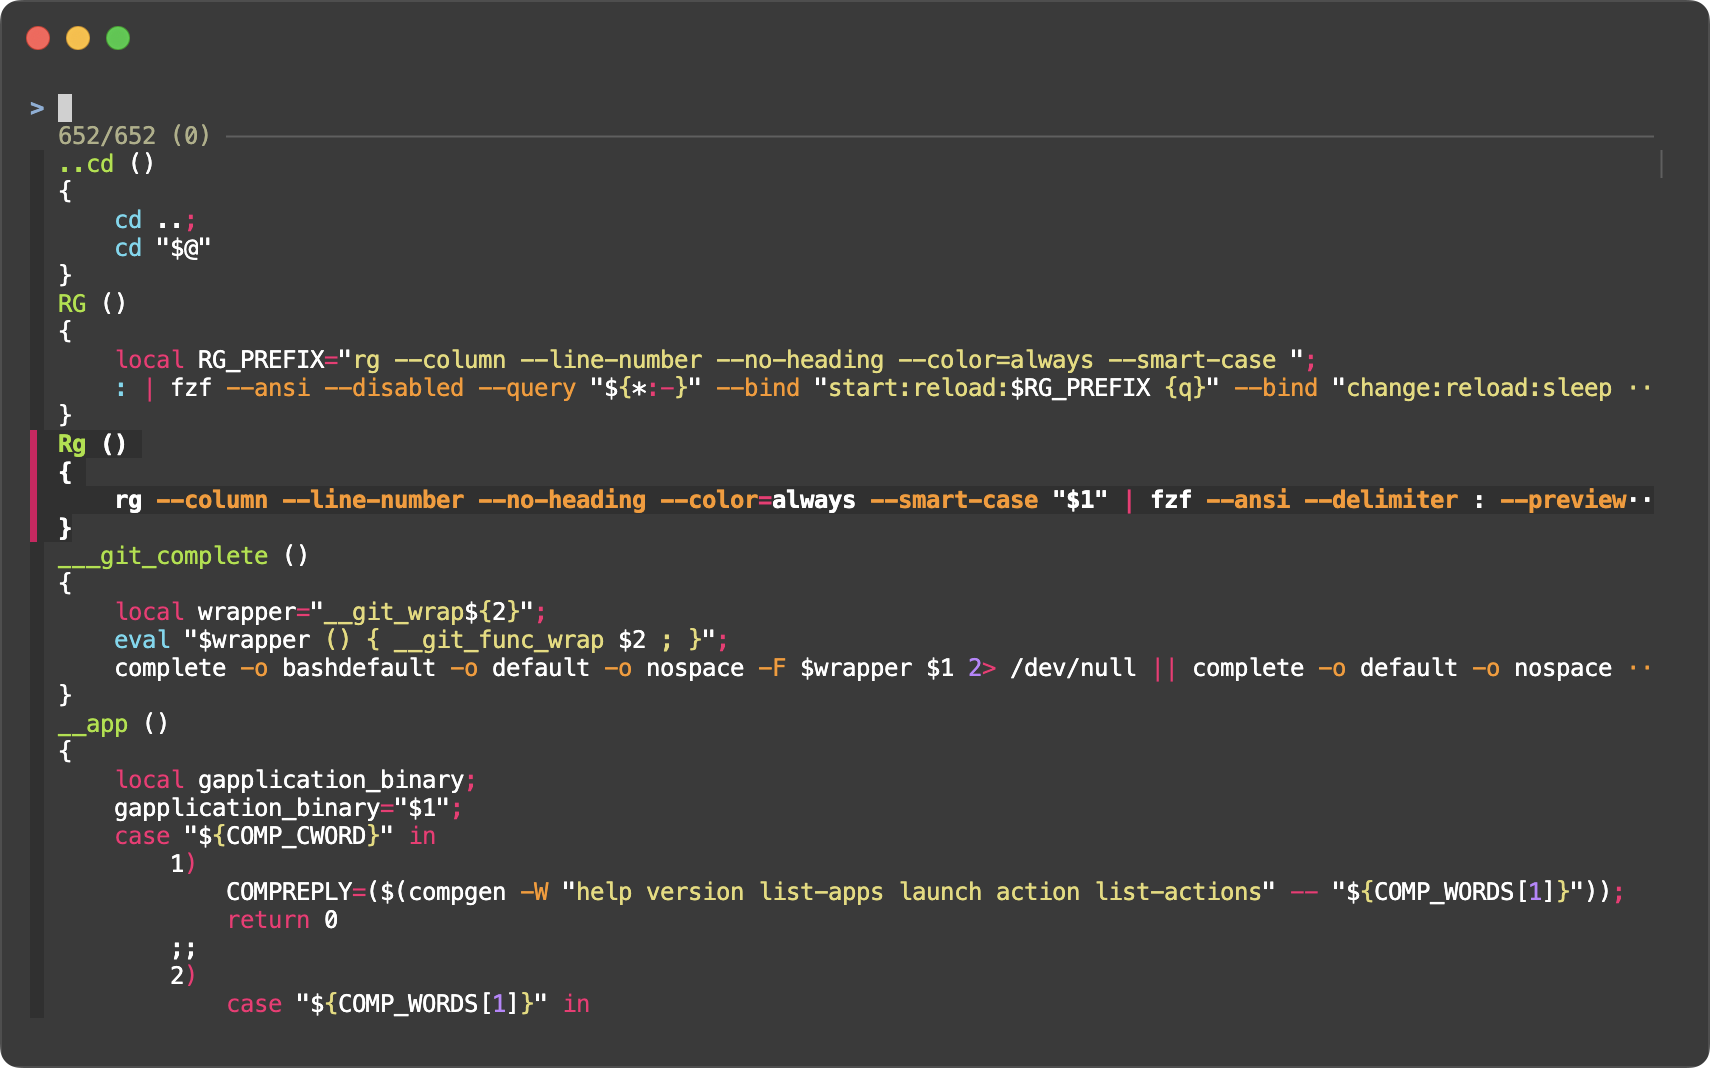 >
652/652 (0)
..cd ()
{
    cd ..;
    cd "$@"
}
RG ()
{
    local RG_PREFIX="rg --column --line-number --no-heading --color=always --smart-case ";
    : | fzf --ansi --disabled --query "${*:-}" --bind "start:reload:$RG_PREFIX {q}" --bind "change:reload:sleep ··
}
Rg ()
{
    rg --column --line-number --no-heading --color=always --smart-case "$1" | fzf --ansi --delimiter : --preview··
}
___git_complete ()
{
    local wrapper="__git_wrap${2}";
    eval "$wrapper () { __git_func_wrap $2 ; }";
    complete -o bashdefault -o default -o nospace -F $wrapper $1 2> /dev/null || complete -o default -o nospace ··
}
__app ()
{
    local gapplication_binary;
    gapplication_binary="$1";
    case "${COMP_CWORD}" in
        1)
            COMPREPLY=($(compgen -W "help version list-apps launch action list-actions" -- "${COMP_WORDS[1]}"));
            return 0
        ;;
        2)
            case "${COMP_WORDS[1]}" in